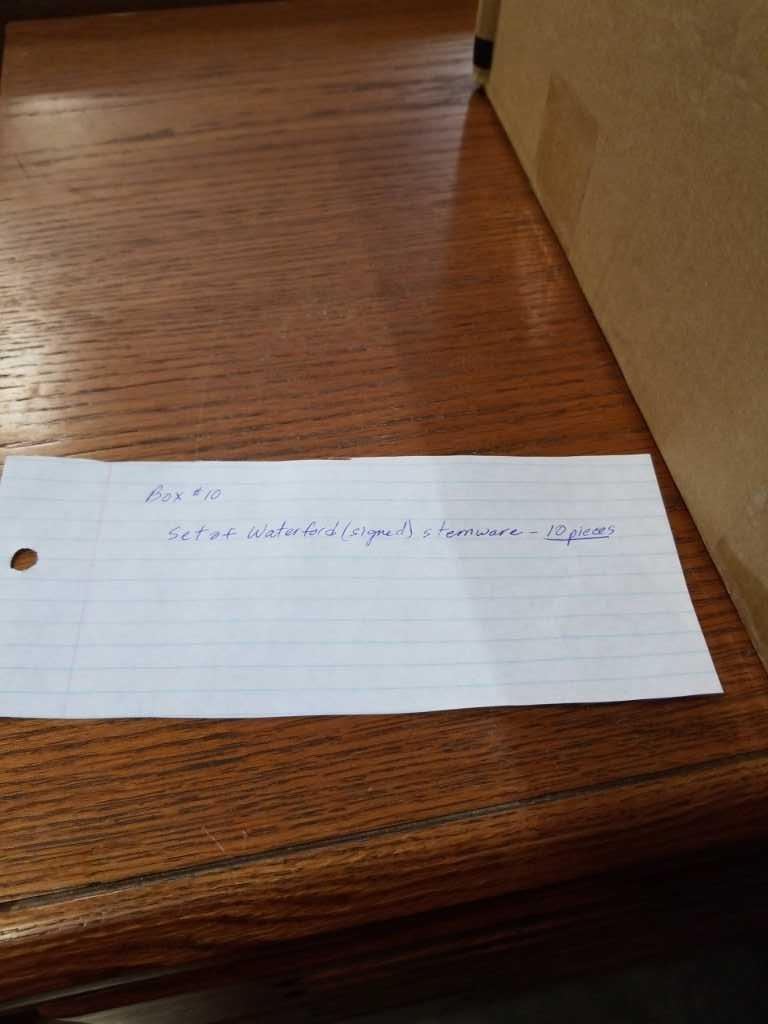 Box #10
Set of Waterford (signed) stemware - 10 pieces